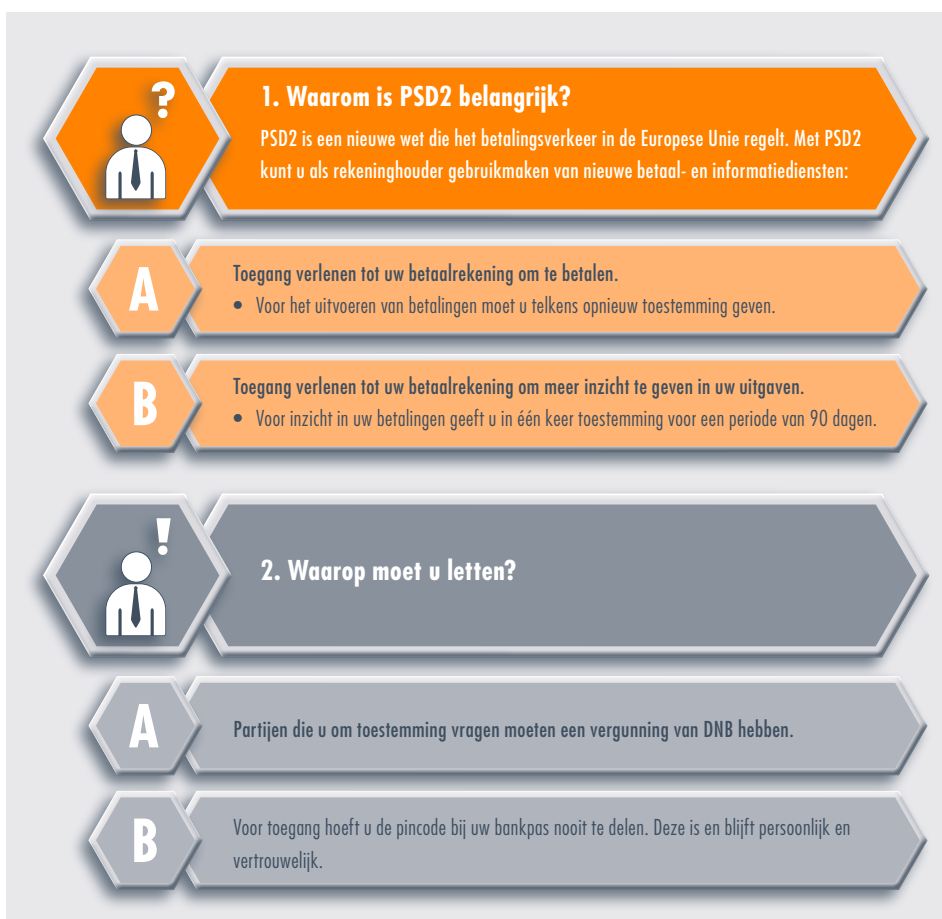 ?
1. Waarom is PSD2 belangrijk?
PSD2 is een nieuwe wet die het betalingsverkeer in de Europese Unie regelt. Met PSD2
kunt u als rekeninghouder gebruikmaken van nieuwe betaal- en informatiediensten:
A
Toegang verlenen tot uw betaalrekening om te betalen.
• Voor het uitvoeren van betalingen moet u telkens opnieuw toestemming geven.
B
Toegang verlenen tot uw betaalrekening om meer inzicht te geven in uw uitgaven.
• Voor inzicht in uw betalingen geeft u in één keer toestemming voor een periode van 90 dagen.
!
2. Waarop moet u letten?
A
Partijen die u om toestemming vragen moeten een vergunning van DNB hebben.
B
Voor toegang hoeft u de pincode bij uw bankpas nooit te delen. Deze is en blijft persoonlijk en
vertrouwelijk.